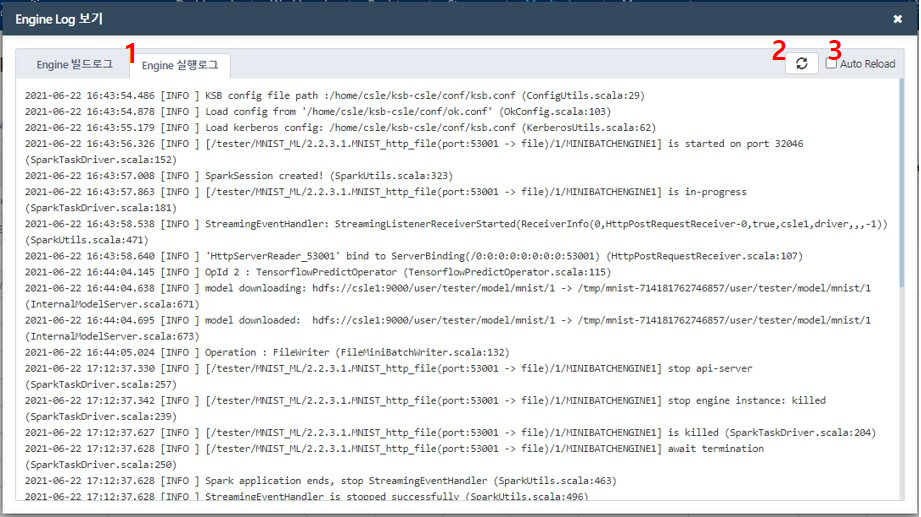 Engine Log 보기 ×
1 2 3
Engine 빌드로그 Engine 실행로그 Auto Reload
2021-06-22 16:43:54.486 [INFO ] KSB config file path :/home/csle/ksb-csle/conf/ksb.conf (ConfigUtils.scala:29)
2021-06-22 16:43:54.878 [INFO ] Load config from '/home/csle/ksb-csle/conf/ok.conf' (OkConfig.scala:103)
2021-06-22 16:43:55.179 [INFO ] Load kerberos config: /home/csle/ksb-csle/conf/ksb.conf (KerberosUtils.scala:62)
2021-06-22 16:43:56.326 [INFO ] [/tester/MNIST_ML/2.2.3.1.MNIST_http_file(port:53001 -> file)/1/MINIBATCHENGINE1] is started on port 32046
(SparkTaskDriver.scala:152)
2021-06-22 16:43:57.008 [INFO ] SparkSession created! (SparkUtils.scala:323)
2021-06-22 16:43:57.863 [INFO ] [/tester/MNIST_ML/2.2.3.1.MNIST_http_file(port:53001 -> file)/1/MINIBATCHENGINE1] is in-progress
(SparkTaskDriver.scala:181)
2021-06-22 16:43:58.538 [INFO ] StreamingEventHandler: StreamingListenerReceiverStarted(ReceiverInfo(0,HttpPostRequestReceiver-0,true,csle1,driver,,,-1))
(SparkUtils.scala:471)
2021-06-22 16:43:58.640 [INFO ] 'HttpServerReader_53001' bind to ServerBinding(/0:0:0:0:0:0:0:0:53001) (HttpPostRequestReceiver.scala:107)
2021-06-22 16:44:04.145 [INFO ] OpId 2 : TensorflowPredictOperator (TensorflowPredictOperator.scala:115)
2021-06-22 16:44:04.638 [INFO ] model downloading: hdfs://csle1:9000/user/tester/model/mnist/1 -> /tmp/mnist-714181762746857/user/tester/model/mnist/1
(InternalModelServer.scala:671)
2021-06-22 16:44:04.695 [INFO ] model downloaded:  hdfs://csle1:9000/user/tester/model/mnist/1 -> /tmp/mnist-714181762746857/user/tester/model/mnist/1
(InternalModelServer.scala:673)
2021-06-22 16:44:05.024 [INFO ] Operation : FileWriter (FileMiniBatchWriter.scala:132)
2021-06-22 17:12:37.330 [INFO ] [/tester/MNIST_ML/2.2.3.1.MNIST_http_file(port:53001 -> file)/1/MINIBATCHENGINE1] stop api-server
(SparkTaskDriver.scala:257)
2021-06-22 17:12:37.342 [INFO ] [/tester/MNIST_ML/2.2.3.1.MNIST_http_file(port:53001 -> file)/1/MINIBATCHENGINE1] stop engine instance: killed
(SparkTaskDriver.scala:239)
2021-06-22 17:12:37.627 [INFO ] [/tester/MNIST_ML/2.2.3.1.MNIST_http_file(port:53001 -> file)/1/MINIBATCHENGINE1] is killed (SparkTaskDriver.scala:204)
2021-06-22 17:12:37.628 [INFO ] [/tester/MNIST_ML/2.2.3.1.MNIST_http_file(port:53001 -> file)/1/MINIBATCHENGINE1] await termination
(SparkTaskDriver.scala:250)
2021-06-22 17:12:37.628 [INFO ] Spark application ends, stop StreamingEventHandler (SparkUtils.scala:463)
2021-06-22 17:12:37.628 [INFO ] StreamingEventHandler is stopped successfully (SparkUtils.scala:496)